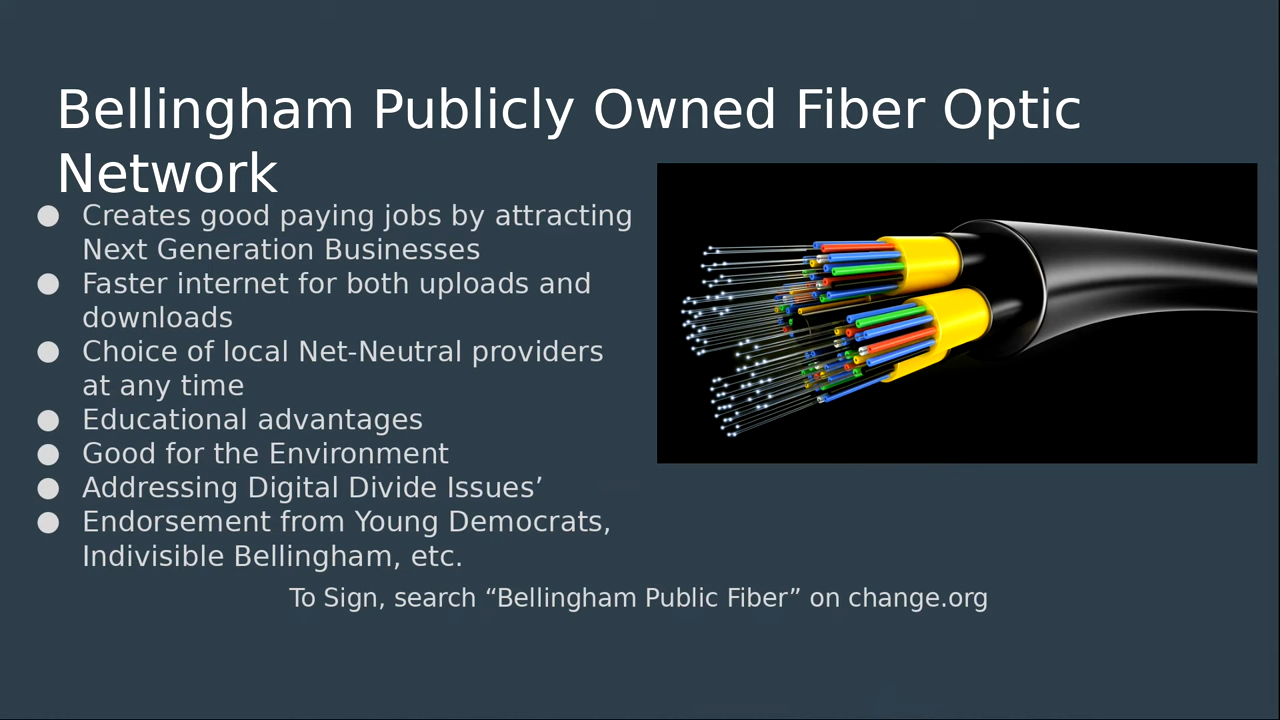 Bellingham Publicly Owned Fiber Optic
Network
● Creates good paying jobs by attracting
Next Generation Businesses
● Faster internet for both uploads and
downloads
● Choice of local Net-Neutral providers
at any time
● Educational advantages
● Good for the Environment
● Addressing Digital Divide Issues’
● Endorsement from Young Democrats,
Indivisible Bellingham, etc.
To Sign, search “Bellingham Public Fiber” on change.org